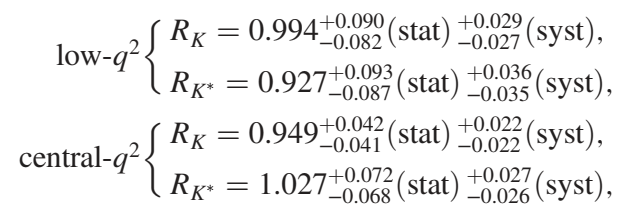 low-q² { R_K = 0.994 +0.090 −0.082 (stat) +0.029 −0.027 (syst),
R_K* = 0.927 +0.093 −0.087 (stat) +0.036 −0.035 (syst),
central-q² { R_K = 0.949 +0.042 −0.041 (stat) +0.022 −0.022 (syst),
R_K* = 1.027 +0.072 −0.068 (stat) +0.027 −0.026 (syst),